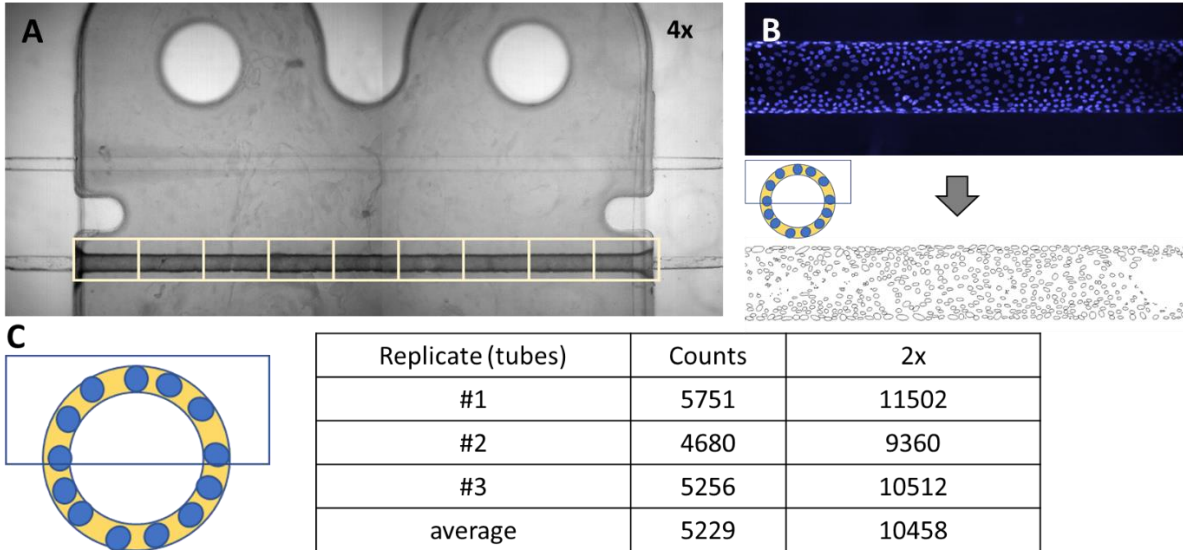 A
4x
B
C
Replicate (tubes) Counts 2x
#1 5751 11502
#2 4680 9360
#3 5256 10512
average 5229 10458